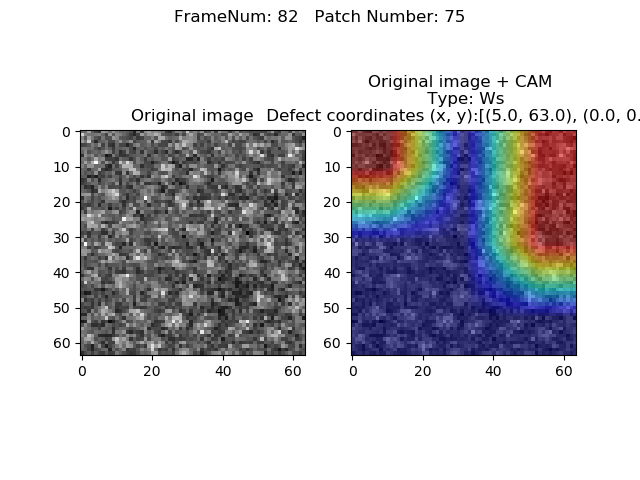 FrameNum: 82   Patch Number: 75
Original image + CAM
Type: Ws
Original image
Defect coordinates (x, y):[(5.0, 63.0), (0.0, 0.
0
10
20
30
40
50
60
0 20 40 60
0
10
20
30
40
50
60
0 20 40 60